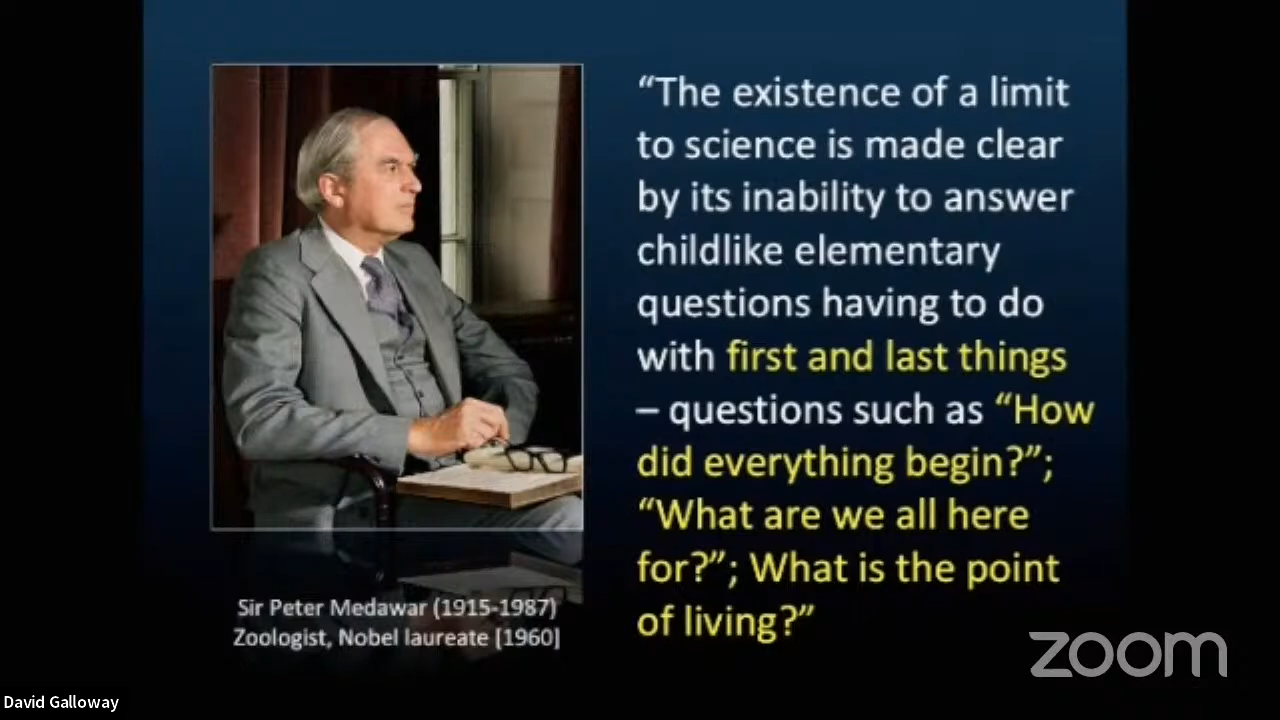 “The existence of a limit
to science is made clear
by its inability to answer
childlike elementary
questions having to do
with first and last things
– questions such as “How
did everything begin?”;
“What are we all here
for?”; What is the point
of living?”
Sir Peter Medawar (1915-1987)
Zoologist, Nobel laureate [1960]
zoom
David Galloway